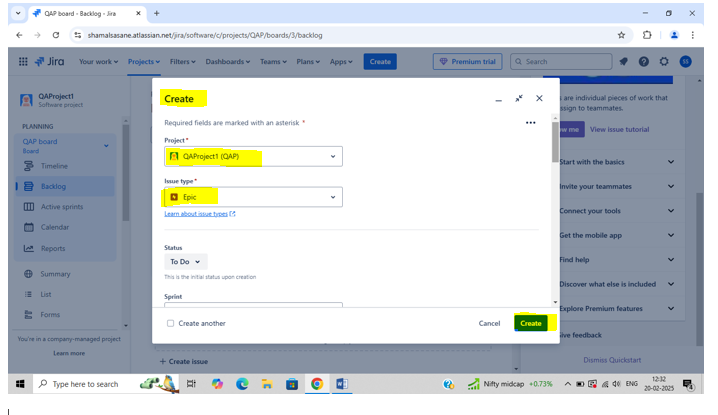 QAP board - Backlog - Jira
shamalsasane.atlassian.net/jira/software/c/projects/QAP/boards/3/backlog
Jira Your work Projects Filters Dashboards Teams Plans Apps Create Premium trial Search SS
QAProject1
Software project
PLANNING
QAP board
Board
Timeline
Backlog
Active sprints
Calendar
Reports
Summary
List
Forms
You're in a company-managed project
Learn more
Create
Required fields are marked with an asterisk *
Project*
QAProject1 (QAP)
Issue type*
Epic
Learn about issue types
Status
To Do
This is the initial status upon creation
Sprint
Create another
Cancel Create
+ Create issue
s are individual pieces of work that
ssign to teammates.
ow me View issue tutorial
Start with the basics
Invite your teammates
Connect your tools
Get the mobile app
Find help
Discover what else is included
Explore Premium features
Give feedback
Dismiss Quickstart
Type here to search
Nifty midcap +0.73%
ENG
12:32
20-02-2025